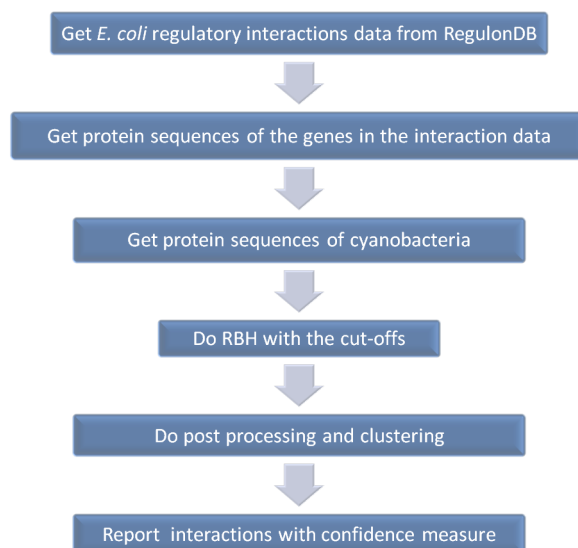 Get E. coli regulatory interactions data from RegulonDB
Get protein sequences of the genes in the interaction data
Get protein sequences of cyanobacteria
Do RBH with the cut-offs
Do post processing and clustering
Report interactions with confidence measure